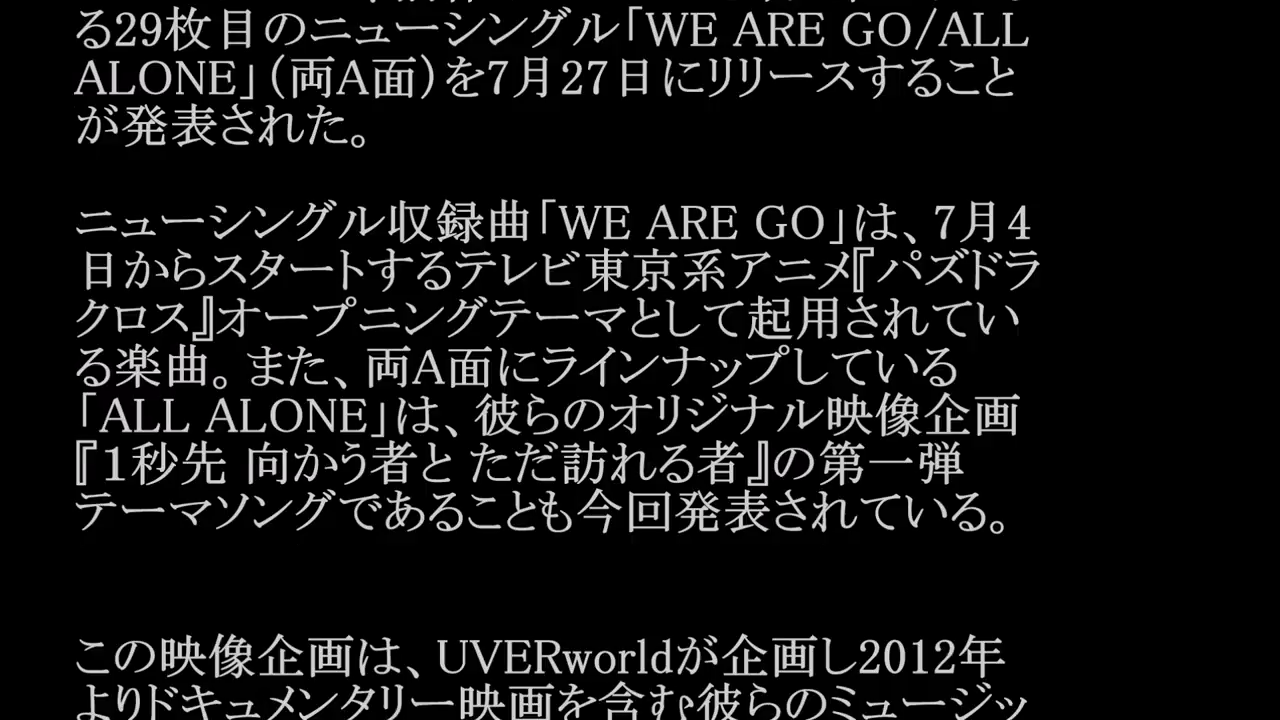 る29枚目のニューシングル「WE ARE GO/ALL
ALONE」（両A面）を7月27日にリリースすること
が発表された。
ニューシングル収録曲「WE ARE GO」は、7月4
日からスタートするテレビ東京系アニメ『パズドラ
クロス』オープニングテーマとして起用されてい
る楽曲。また、両A面にラインナップしている
「ALL ALONE」は、彼らのオリジナル映像企画
『1秒先 向かう者と ただ訪れる者』の第一弾
テーマソングであることも今回発表されている。
この映像企画は、UVERworldが企画し2012年
よりドキュメンタリー映画を含む彼らのミュージッ